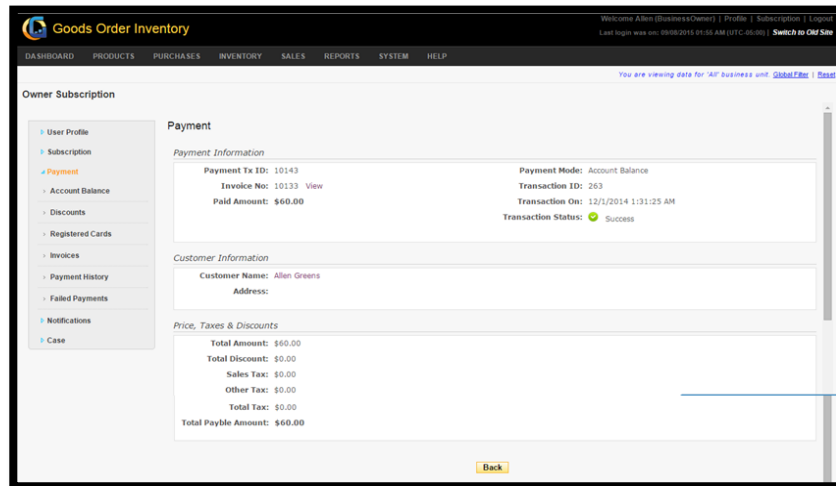 Welcome Allen (BusinessOwner) | Profile | Subscription | Logout
Goods Order Inventory
Last login was on: 09/08/2015 01:55 AM (UTC-05:00) | Switch to Old Site
DASHBOARD PRODUCTS PURCHASES INVENTORY SALES REPORTS SYSTEM HELP
You are viewing data for 'All' business unit. Global Filter | Reset
Owner Subscription
User Profile
Subscription
Payment
Account Balance
Discounts
Registered Cards
Invoices
Payment History
Failed Payments
Notifications
Case
Payment
Payment Information
Payment Tx ID: 10143 Payment Mode: Account Balance
Invoice No: 10133 View Transaction ID: 263
Paid Amount: $60.00 Transaction On: 12/1/2014 1:31:25 AM
Transaction Status: Success
Customer Information
Customer Name: Allen Greens
Address:
Price, Taxes & Discounts
Total Amount: $60.00
Total Discount: $0.00
Sales Tax: $0.00
Other Tax: $0.00
Total Tax: $0.00
Total Payble Amount: $60.00
Back